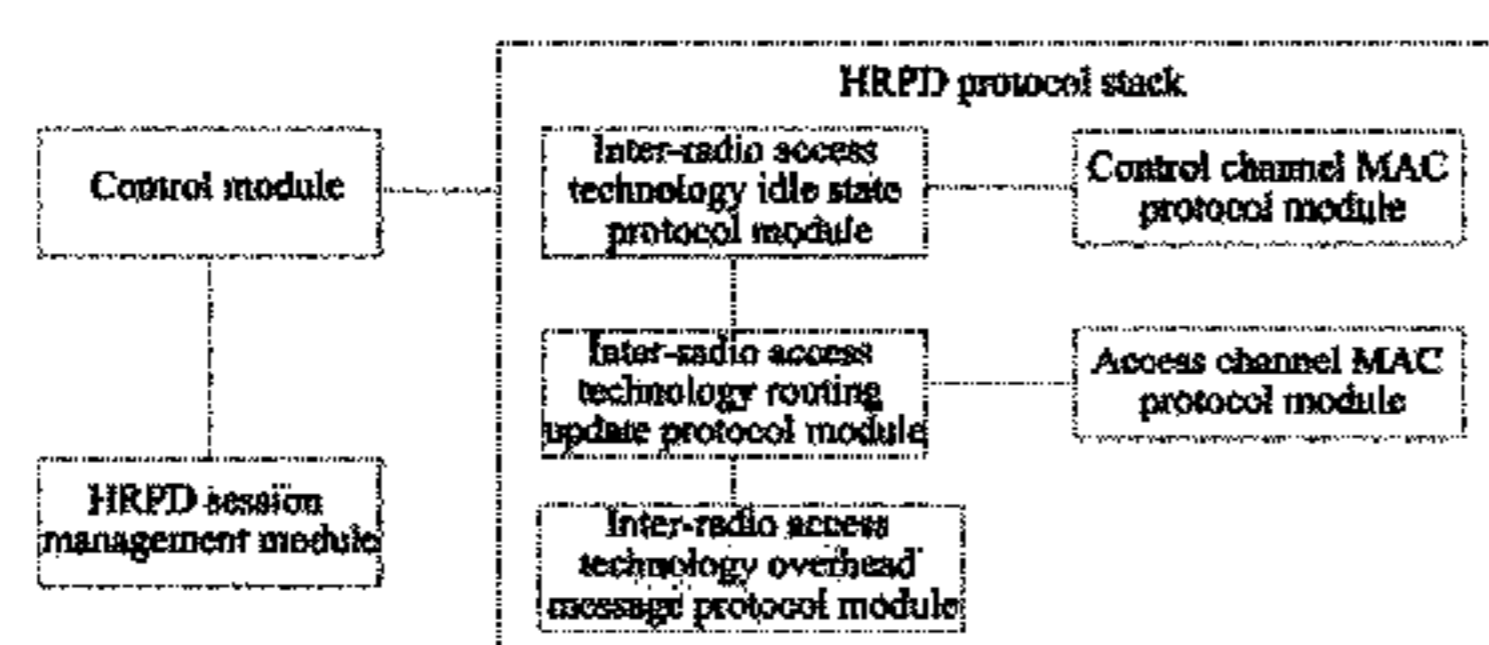 HRPD protocol stack
Control module
Inter-radio access
technology idle state
protocol module
Control channel MAC
protocol module
Inter-radio access
technology routing
update protocol module
Access channel MAC
protocol module
HRPD session
management module
Inter-radio access
technology overhead
message protocol module